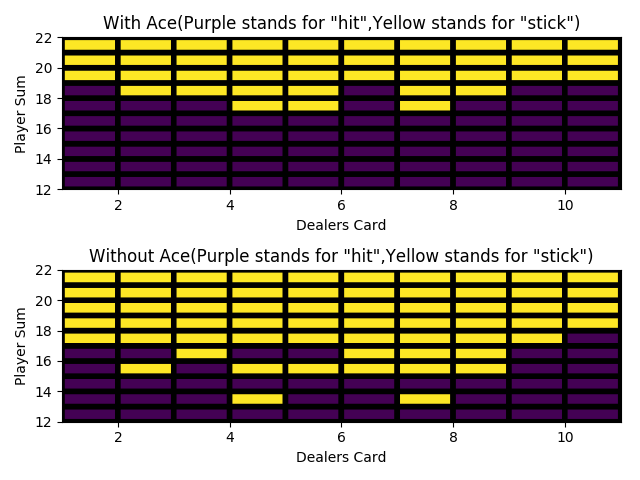 With Ace(Purple stands for "hit",Yellow stands for "stick")
22
20
18
16
14
12
Player Sum
2 4 6 8 10
Dealers Card
Without Ace(Purple stands for "hit",Yellow stands for "stick")
22
20
18
16
14
12
Player Sum
2 4 6 8 10
Dealers Card